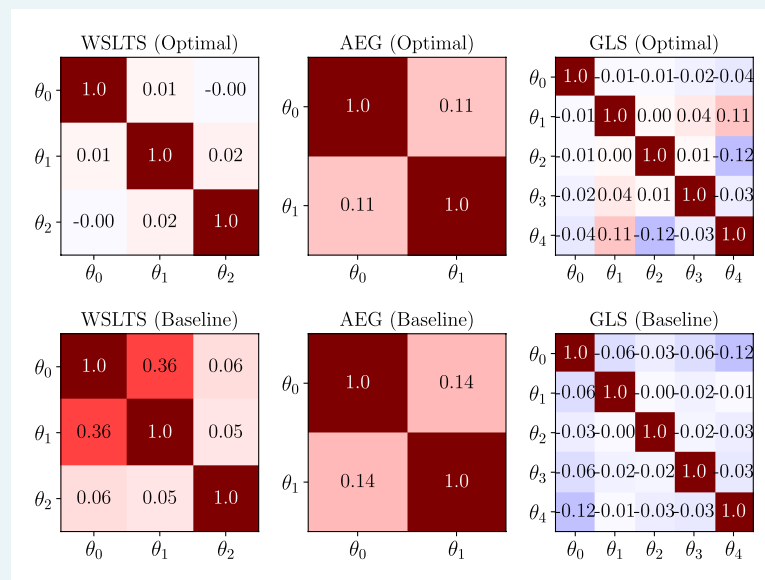 WSLTS (Optimal)
AEG (Optimal)
GLS (Optimal)
θ0 1.0 0.01 -0.00
θ1 0.01 1.0 0.02
θ2 -0.00 0.02 1.0
θ0 θ1 θ2
θ0 1.0 0.11
θ1 0.11 1.0
θ0 θ1
θ0 1.0 -0.01 -0.01 -0.02 -0.04
θ1 -0.01 1.0 0.00 0.04 0.11
θ2 -0.01 0.00 1.0 0.01 -0.12
θ3 -0.02 0.04 0.01 1.0 -0.03
θ4 -0.04 0.11 -0.12 -0.03 1.0
θ0 θ1 θ2 θ3 θ4
WSLTS (Baseline)
AEG (Baseline)
GLS (Baseline)
θ0 1.0 0.36 0.06
θ1 0.36 1.0 0.05
θ2 0.06 0.05 1.0
θ0 θ1 θ2
θ0 1.0 0.14
θ1 0.14 1.0
θ0 θ1
θ0 1.0 -0.06 -0.03 -0.06 -0.12
θ1 -0.06 1.0 -0.00 -0.02 -0.01
θ2 -0.03 -0.00 1.0 -0.02 -0.03
θ3 -0.06 -0.02 -0.02 1.0 -0.03
θ4 -0.12 -0.01 -0.03 -0.03 1.0
θ0 θ1 θ2 θ3 θ4